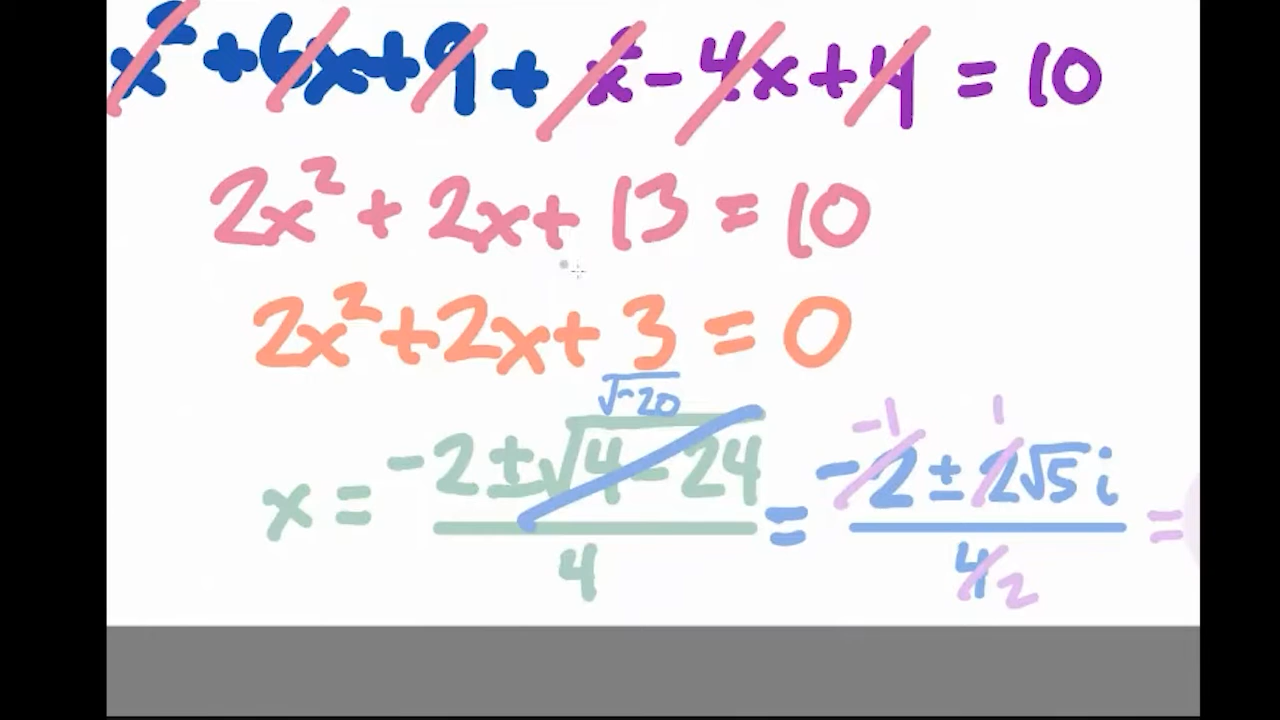 x² + 6x + 9 + x² - 4x + 4 = 10
2x² + 2x + 13 = 10
2x² + 2x + 3 = 0
√-20
-1 1
x = (-2 ± √4 - 24)/4 = (-2 ± 2√5 i)/4 =
2